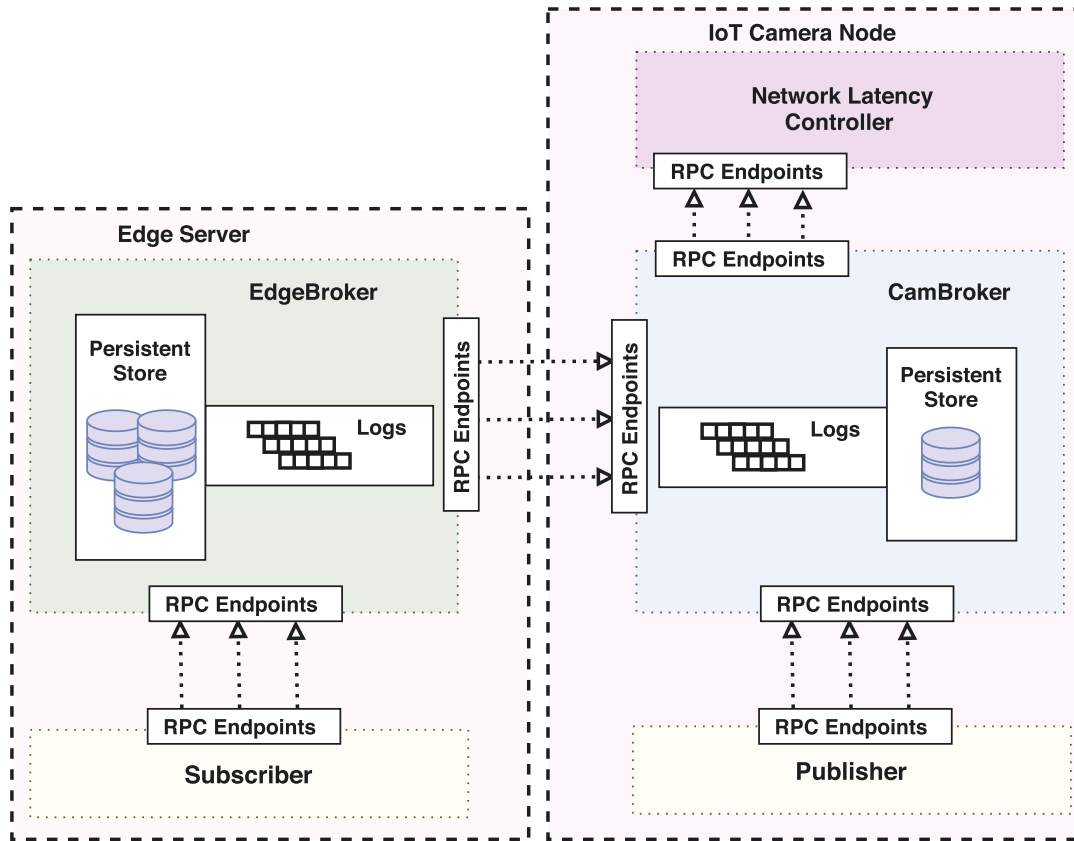 IoT Camera Node
Network Latency
Controller
RPC Endpoints
RPC Endpoints
CamBroker
RPC Endpoints
Logs
Persistent
Store
RPC Endpoints
RPC Endpoints
Publisher
Edge Server
EdgeBroker
Persistent
Store
Logs
RPC Endpoints
RPC Endpoints
RPC Endpoints
Subscriber